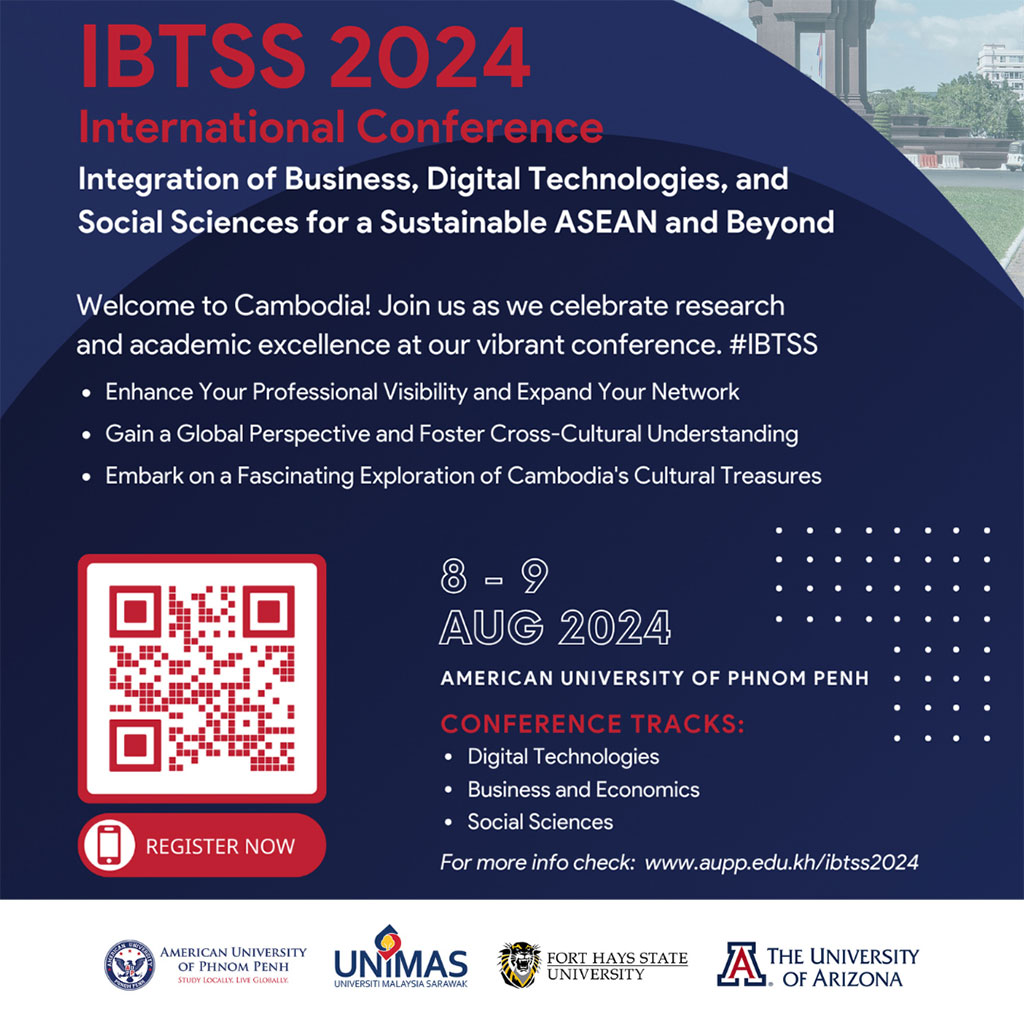 IBTSS 2024
International Conference
Integration of Business, Digital Technologies, and
Social Sciences for a Sustainable ASEAN and Beyond
Welcome to Cambodia! Join us as we celebrate research
and academic excellence at our vibrant conference. #IBTSS
• Enhance Your Professional Visibility and Expand Your Network
• Gain a Global Perspective and Foster Cross-Cultural Understanding
• Embark on a Fascinating Exploration of Cambodia's Cultural Treasures
REGISTER NOW
8 - 9
AUG 2024
AMERICAN UNIVERSITY OF PHNOM PENH
CONFERENCE TRACKS:
• Digital Technologies
• Business and Economics
• Social Sciences
For more info check: www.aupp.edu.kh/ibtss2024
AMERICAN UNIVERSITY
PHNOM PENH
AMERICAN UNIVERSITY
OF PHNOM PENH
STUDY LOCALLY. LIVE GLOBALLY.
UNIMAS
UNIVERSITI MALAYSIA SARAWAK
FORT HAYS STATE
UNIVERSITY
A
THE UNIVERSITY
OF ARIZONA